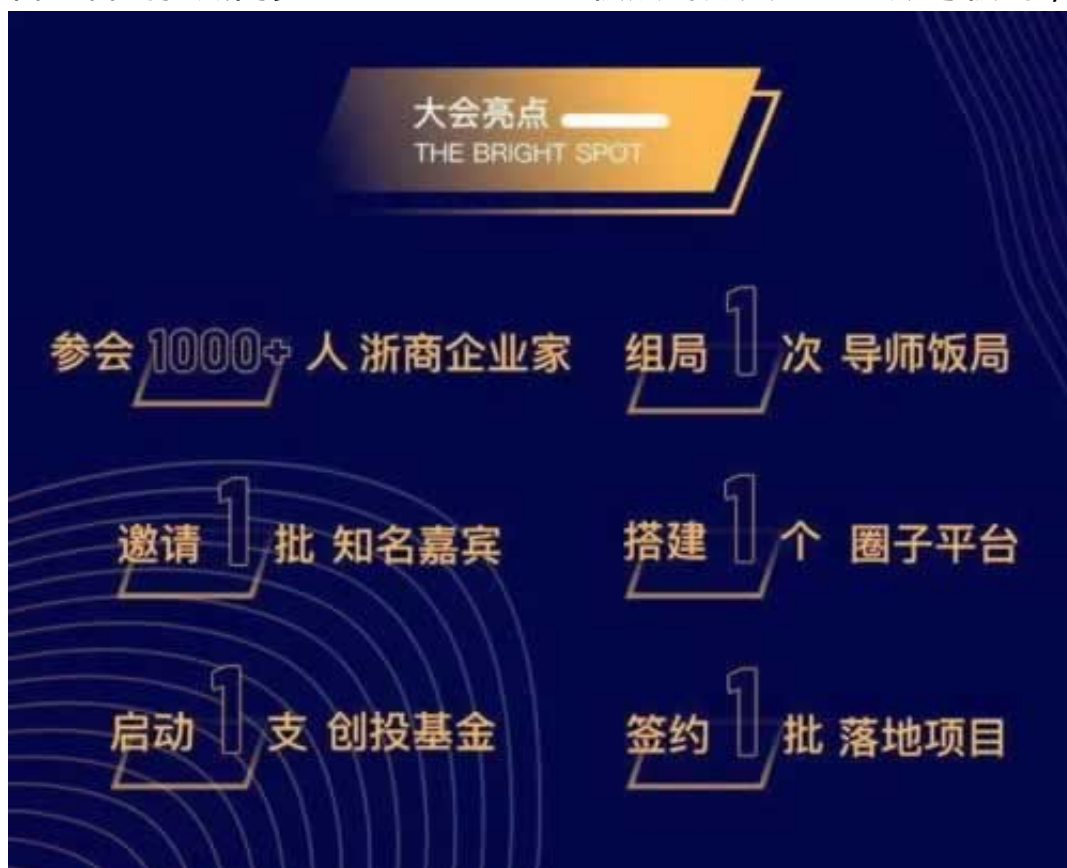 大会亮点
THE BRIGHT SPOT
参会 1000+ 人 浙商企业家
组局 1 次 导师饭局
邀请 1 批 知名嘉宾
搭建 1 个 圈子平台
启动 1 支 创投基金
签约 1 批 落地项目